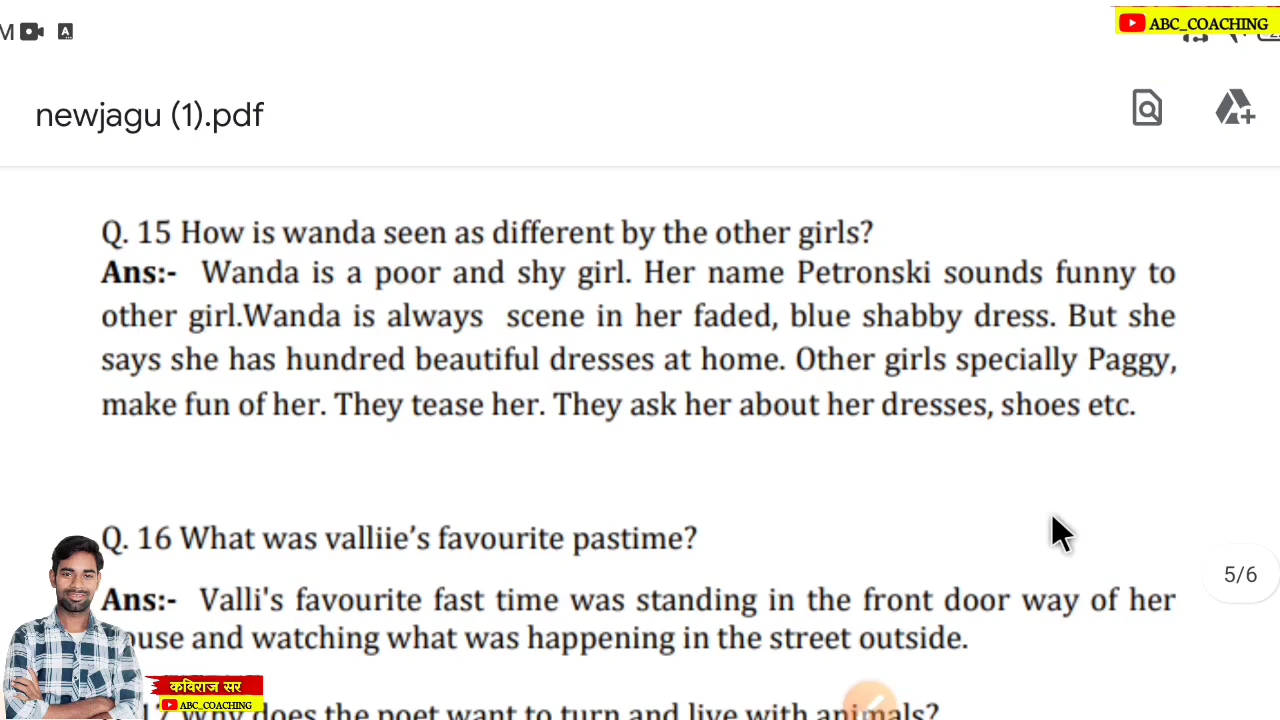 M
ABC_COACHING
newjagu (1).pdf
Q. 15 How is wanda seen as different by the other girls?
Ans:- Wanda is a poor and shy girl. Her name Petronski sounds funny to
other girl.Wanda is always scene in her faded, blue shabby dress. But she
says she has hundred beautiful dresses at home. Other girls specially Paggy,
make fun of her. They tease her. They ask her about her dresses, shoes etc.
Q. 16 What was valliie's favourite pastime?
5/6
Ans:- Valli's favourite fast time was standing in the front door way of her
ouse and watching what was happening in the street outside.
कविराज सर
ABC_COACHING
17 Why does the poet want to turn and live with animals?